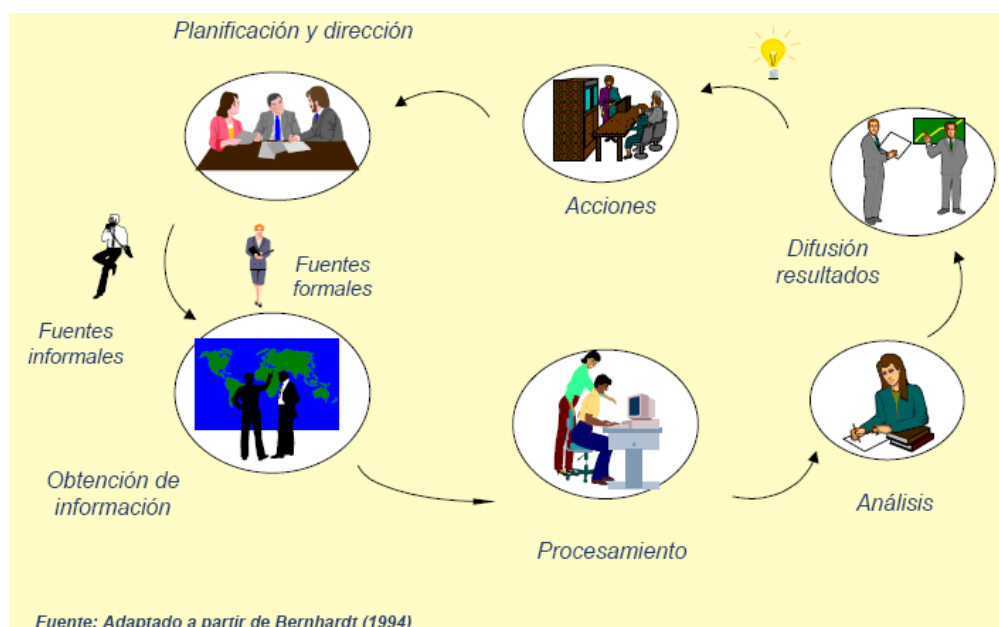 Planificación y dirección
Acciones
Difusión
resultados
Fuentes
formales
Fuentes
informales
Obtención de
información
Procesamiento
Análisis
Fuente: Adaptado a partir de Bernhardt (1994)